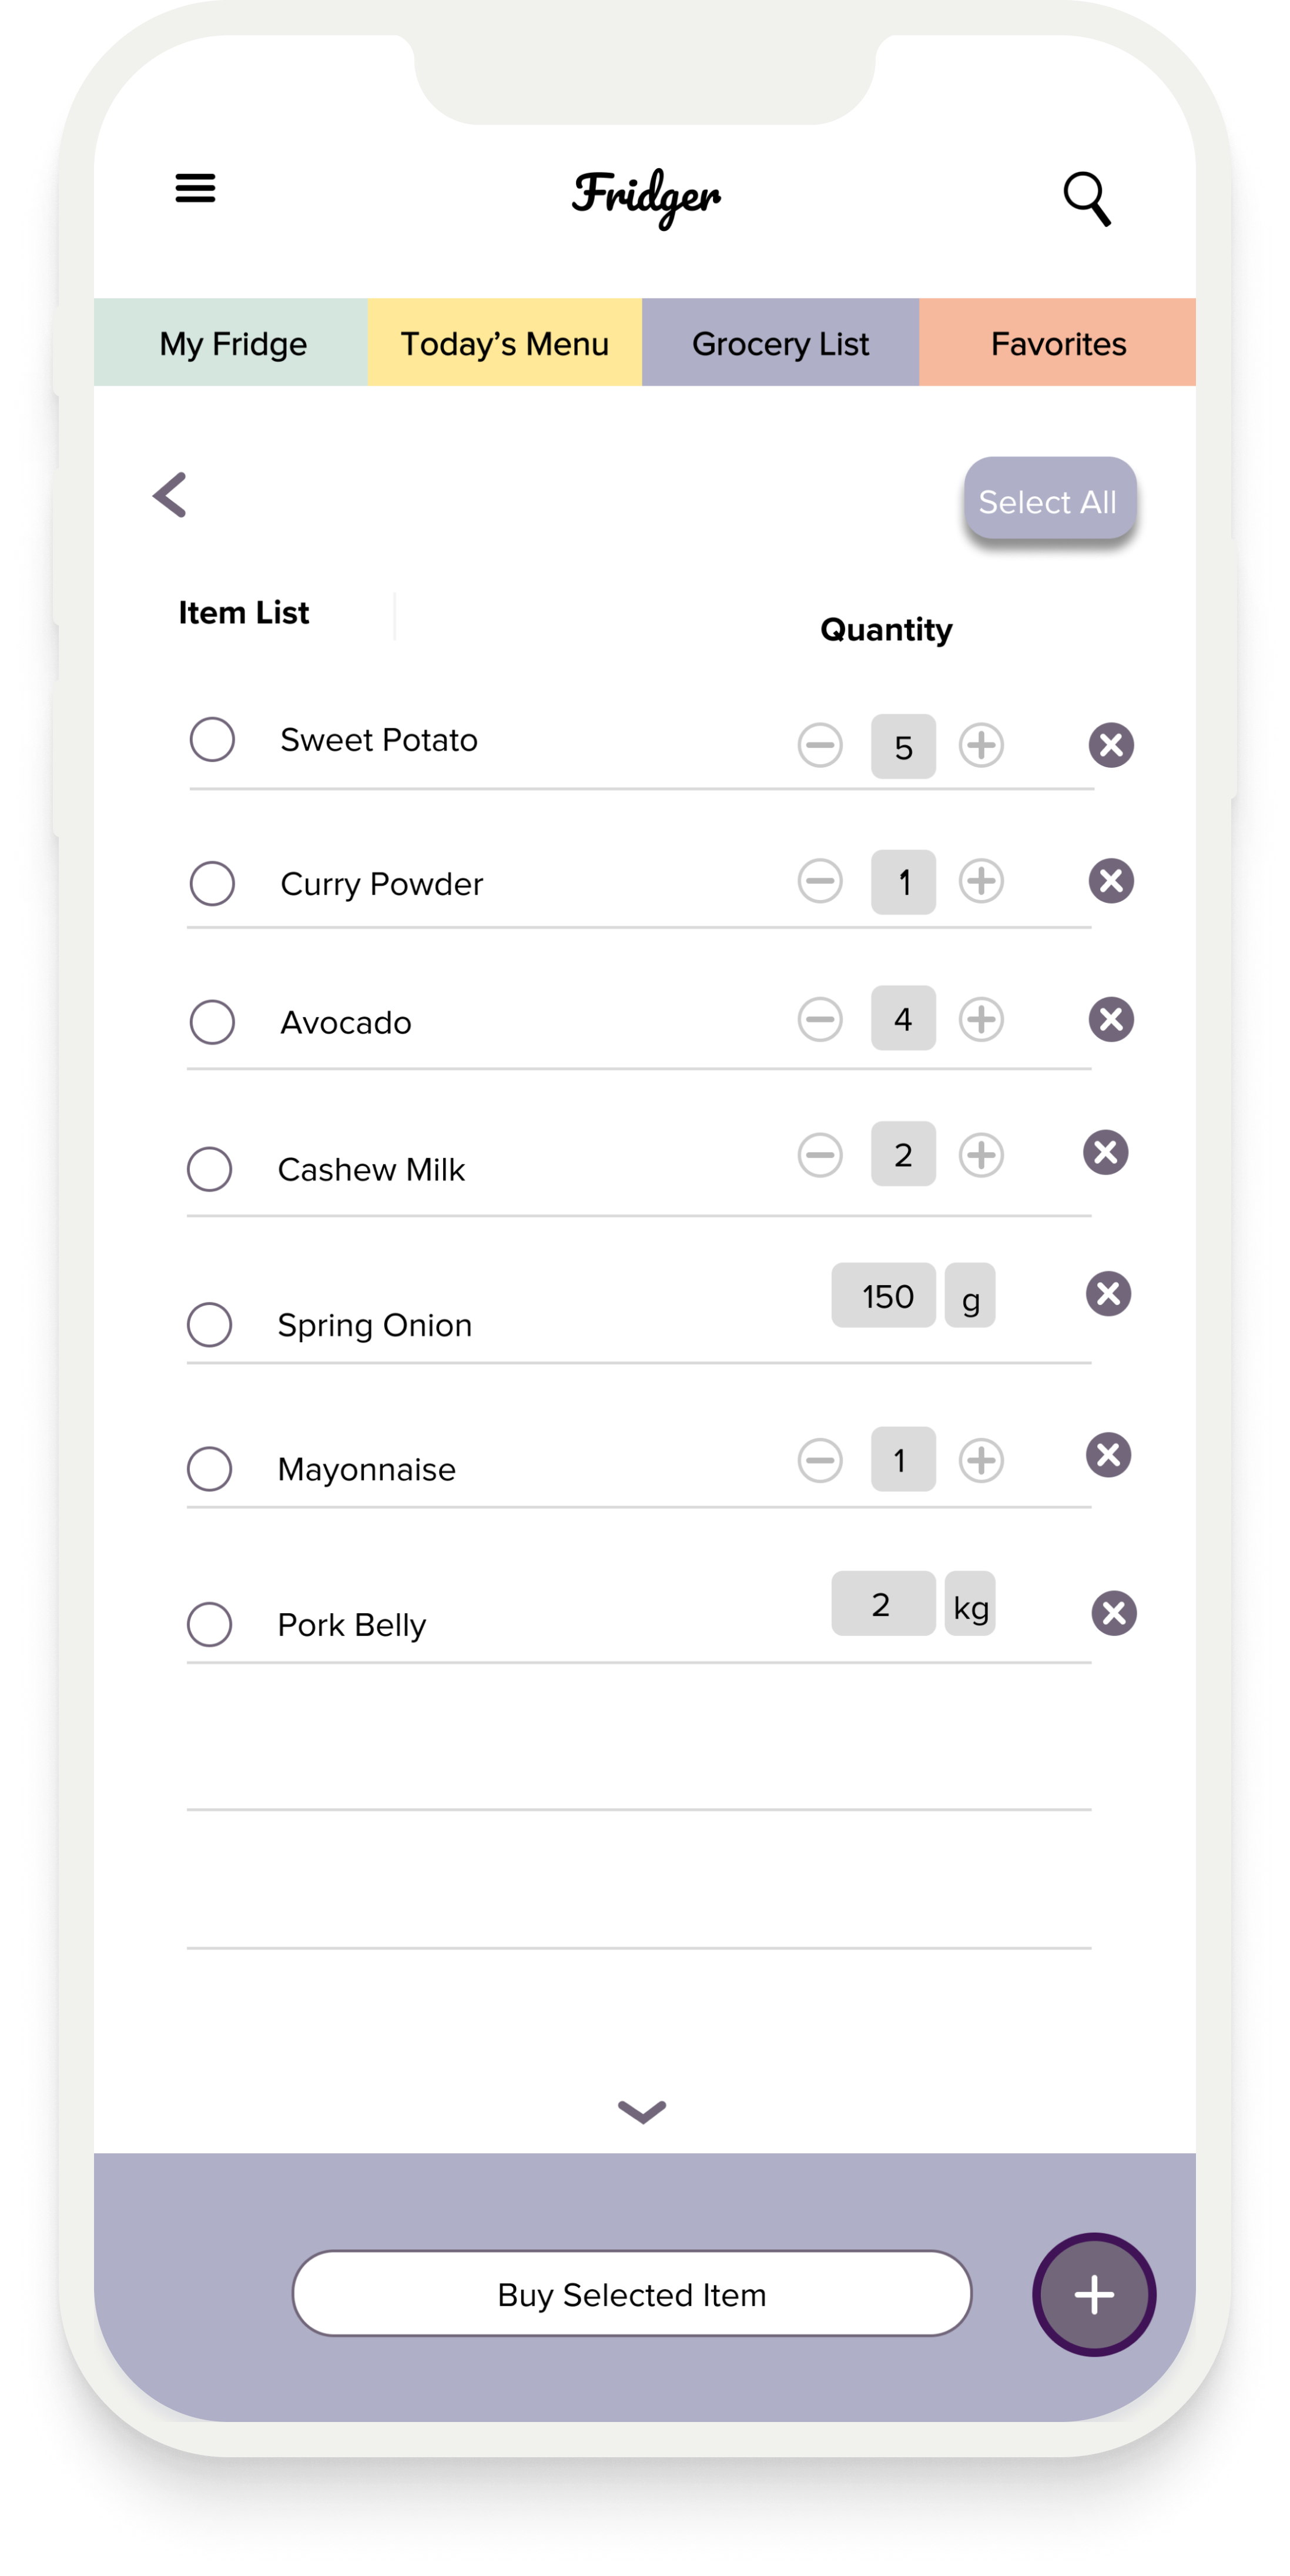 Fridger
My Fridge Today’s Menu Grocery List Favorites
Select All
Item List
Quantity
Sweet Potato 5
Curry Powder 1
Avocado 4
Cashew Milk 2
Spring Onion 150 g
Mayonnaise 1
Pork Belly 2 kg
Buy Selected Item